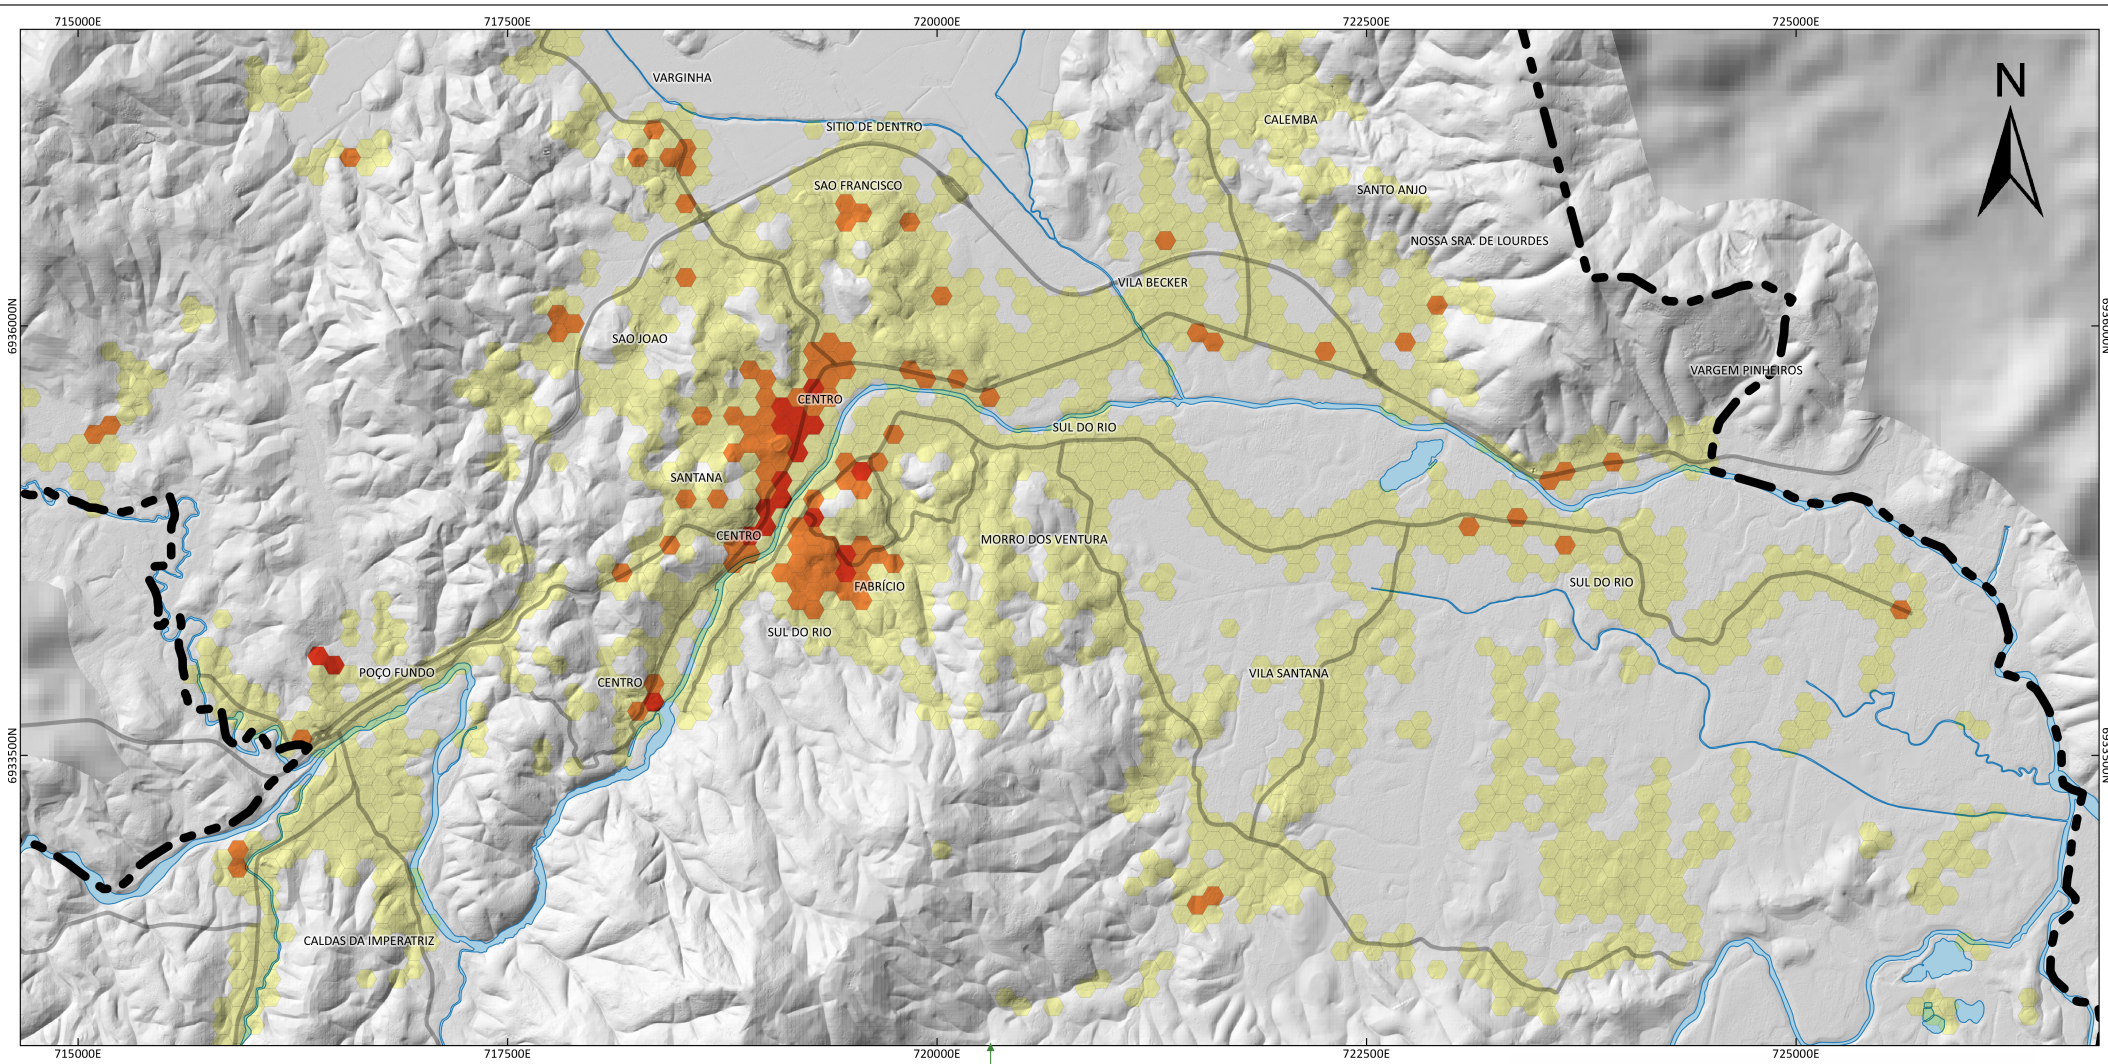 715000E
717500E
720000E
722500E
725000E
N
VARGINHA
SITIO DE DENTRO
CALEMBA
SAO FRANCISCO
SANTO ANJO
NOSSA SRA. DE LOURDES
VILA BECKER
6936000N
6936000N
SAO JOAO
VARGEM PINHEIROS
CENTRO
SUL DO RIO
SANTANA
CENTRO
MORRO DOS VENTURA
FABRÍCIO
SUL DO RIO
SUL DO RIO
POÇO FUNDO
CENTRO
VILA SANTANA
6933500N
6933500N
CALDAS DA IMPERATRIZ
715000E
717500E
720000E
722500E
725000E